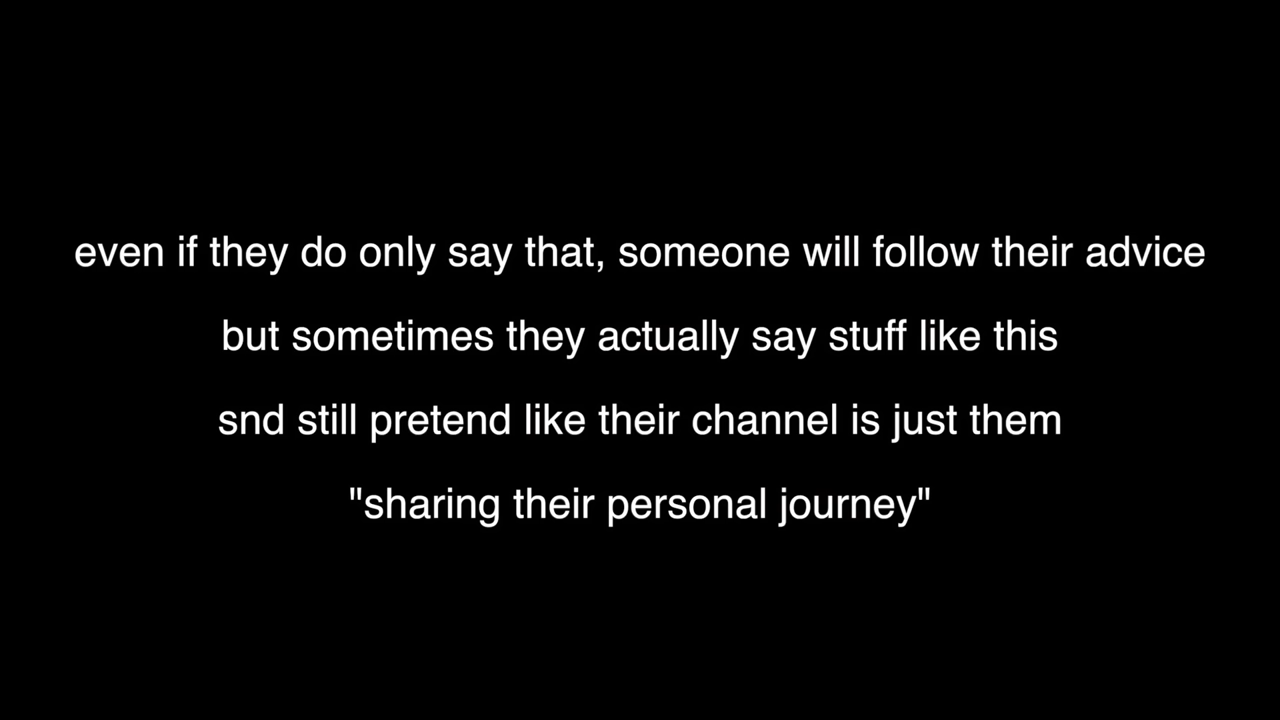 even if they do only say that, someone will follow their advice
but sometimes they actually say stuff like this
snd still pretend like their channel is just them
"sharing their personal journey"